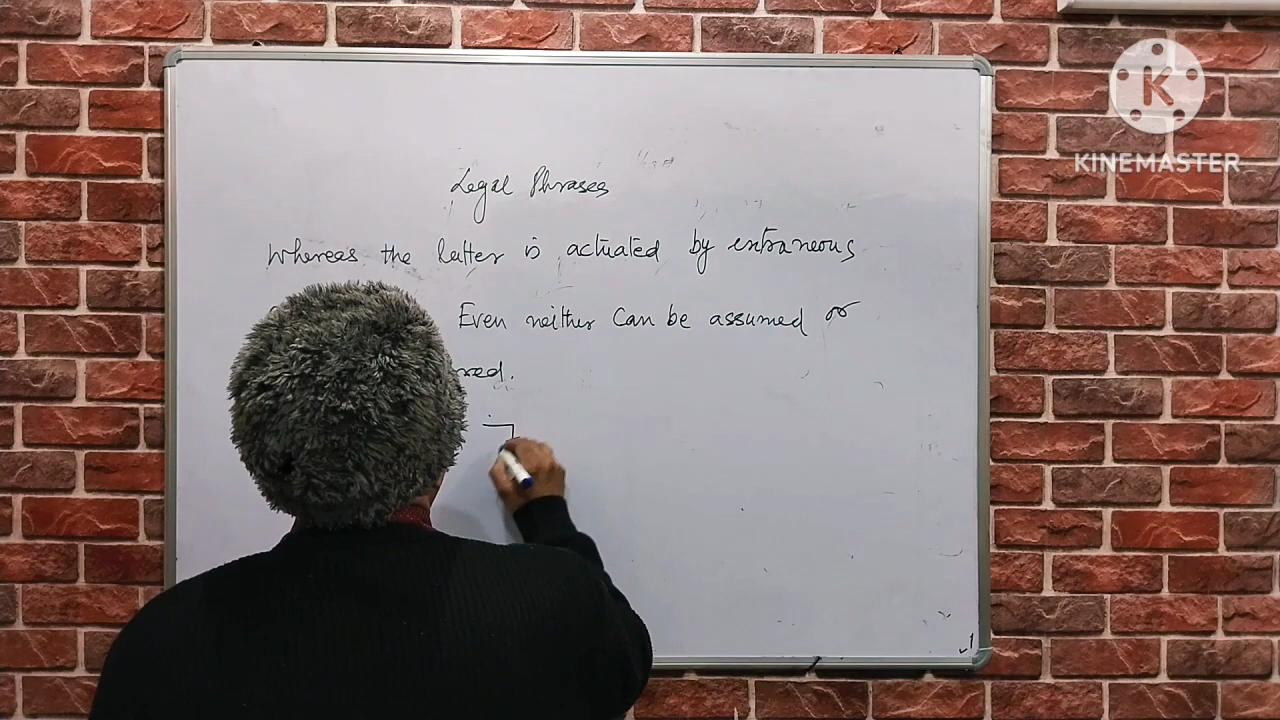 Legal Phrases
Whereas the latter is actuated by extraneous
Even neither can be assumed or
K
KINEMASTER